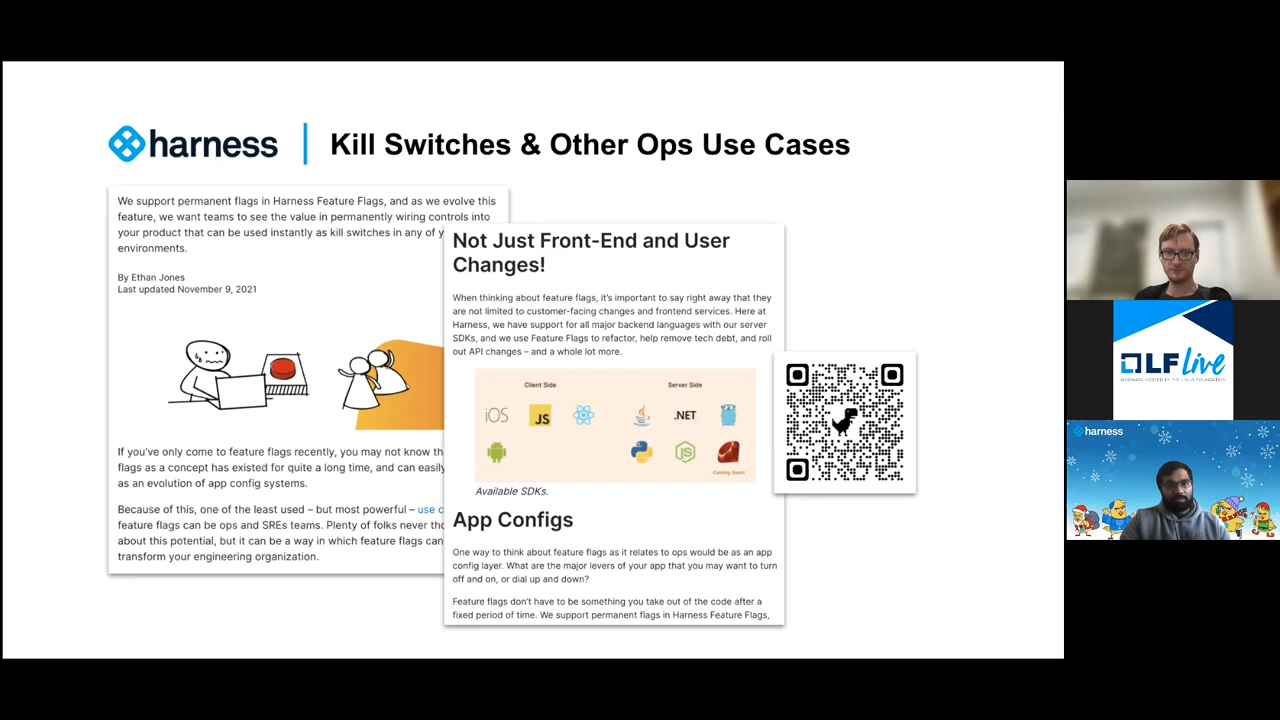 harness
Kill Switches & Other Ops Use Cases
We support permanent flags in Harness Feature Flags, and as we evolve this
feature, we want teams to see the value in permanently wiring controls into
your product that can be used instantly as kill switches in any of y
environments.
By Ethan Jones
Last updated November 9, 2021
If you've only come to feature flags recently, you may not know th
flags as a concept has existed for quite a long time, and can easily
as an evolution of app config systems.
Because of this, one of the least used – but most powerful – use c
feature flags can be ops and SREs teams. Plenty of folks never tho
about this potential, but it can be a way in which feature flags can
transform your engineering organization.
Not Just Front-End and User
Changes!
When thinking about feature flags, it's important to say right away that they
are not limited to customer-facing changes and frontend services. Here at
Harness, we have support for all major backend languages with our server
SDKs, and we use Feature Flags to refactor, help remove tech debt, and roll
out API changes – and a whole lot more.
Client Side
Server Side
iOS
JS
.NET
JS
Coming Soon!
Available SDKs.
App Configs
One way to think about feature flags as it relates to ops would be as an app
config layer. What are the major levers of your app that you may want to turn
off and on, or dial up and down?
Feature flags don't have to be something you take out of the code after a
fixed period of time. We support permanent flags in Harness Feature Flags,
LF Live
WEBINARS HOSTED BY THE LINUX FOUNDATION
harness